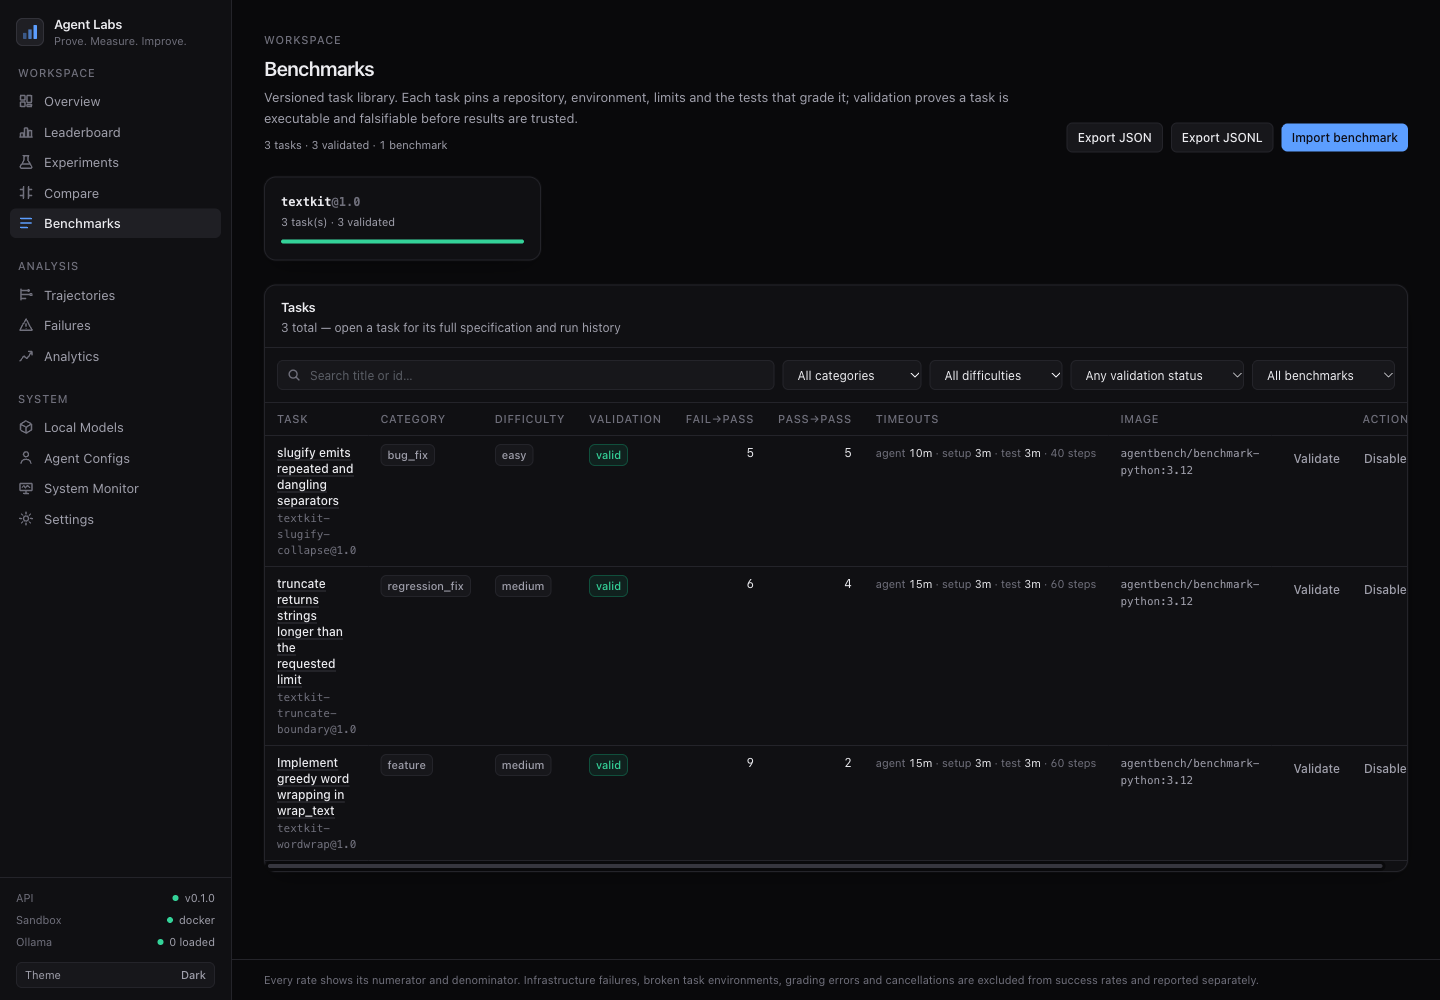 Agent Labs
Prove. Measure. Improve.
WORKSPACE
Overview
Leaderboard
Experiments
Compare
Benchmarks
ANALYSIS
Trajectories
Failures
Analytics
SYSTEM
Local Models
Agent Configs
System Monitor
Settings
API v0.1.0
Sandbox docker
Ollama 0 loaded
Theme Dark
WORKSPACE
Benchmarks
Versioned task library. Each task pins a repository, environment, limits and the tests that grade it; validation proves a task is
executable and falsifiable before results are trusted.
3 tasks · 3 validated · 1 benchmark
Export JSON Export JSONL Import benchmark
textkit@1.0
3 task(s) · 3 validated
Tasks
3 total — open a task for its full specification and run history
Search title or id... All categories All difficulties Any validation status All benchmarks
TASK CATEGORY DIFFICULTY VALIDATION FAIL→PASS PASS→PASS TIMEOUTS IMAGE ACTION
slugify emits bug_fix easy valid 5 5 agent 10m · setup 3m · test 3m · 40 steps agentbench/benchmark- Validate Disable
repeated and python:3.12
dangling
separators
textkit-
slugify-
collapse@1.0
truncate regression_fix medium valid 6 4 agent 15m · setup 3m · test 3m · 60 steps agentbench/benchmark- Validate Disable
returns python:3.12
strings
longer than
the
requested
limit
textkit-
truncate-
boundary@1.0
Implement feature medium valid 9 2 agent 15m · setup 3m · test 3m · 60 steps agentbench/benchmark- Validate Disable
greedy word python:3.12
wrapping in
wrap_text
textkit-
wordwrap@1.0
Every rate shows its numerator and denominator. Infrastructure failures, broken task environments, grading errors and cancellations are excluded from success rates and reported separately.